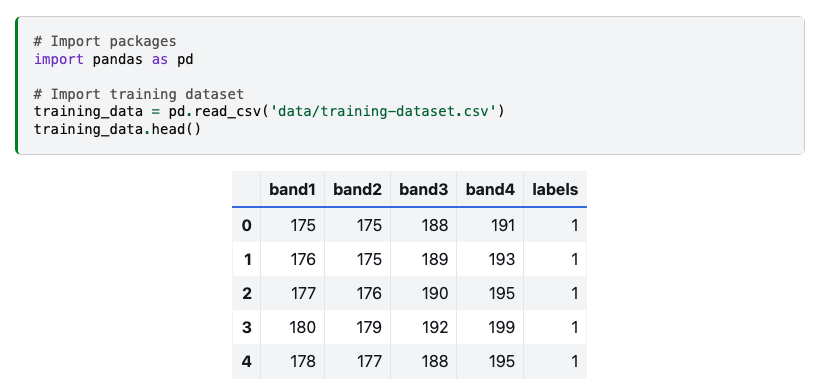 # Import packages
import pandas as pd
# Import training dataset
training_data = pd.read_csv('data/training-dataset.csv')
training_data.head()
band1 band2 band3 band4 labels
0 175 175 188 191 1
1 176 175 189 193 1
2 177 176 190 195 1
3 180 179 192 199 1
4 178 177 188 195 1